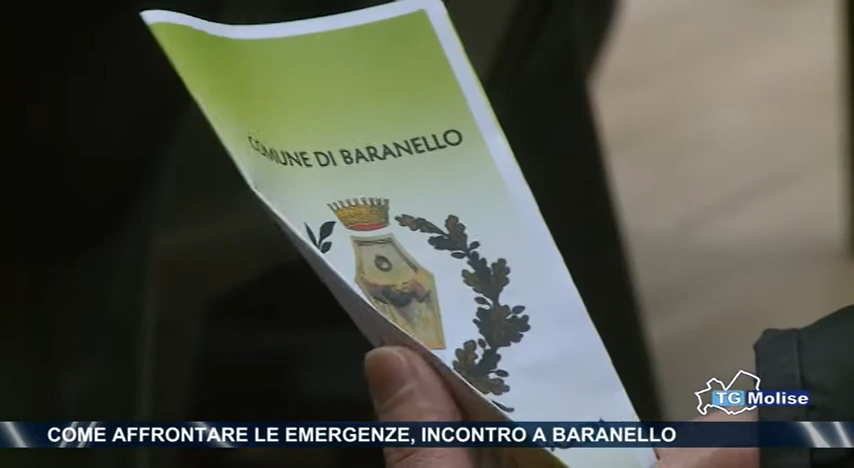 COMUNE DI BARANELLO
TG Molise
COME AFFRONTARE LE EMERGENZE, INCONTRO A BARANELLO